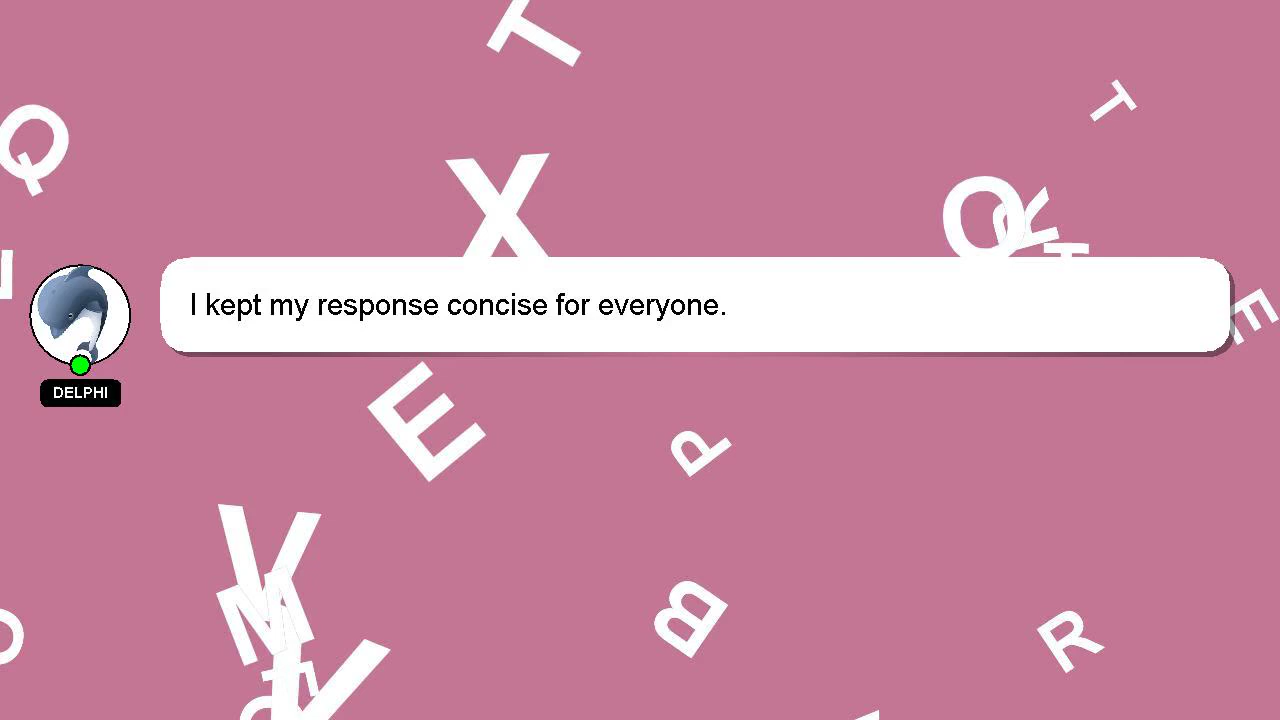 T
T
Q
X
O
R
T
E
I kept my response concise for everyone.
DELPHI
E
P
V
M
B
R
V